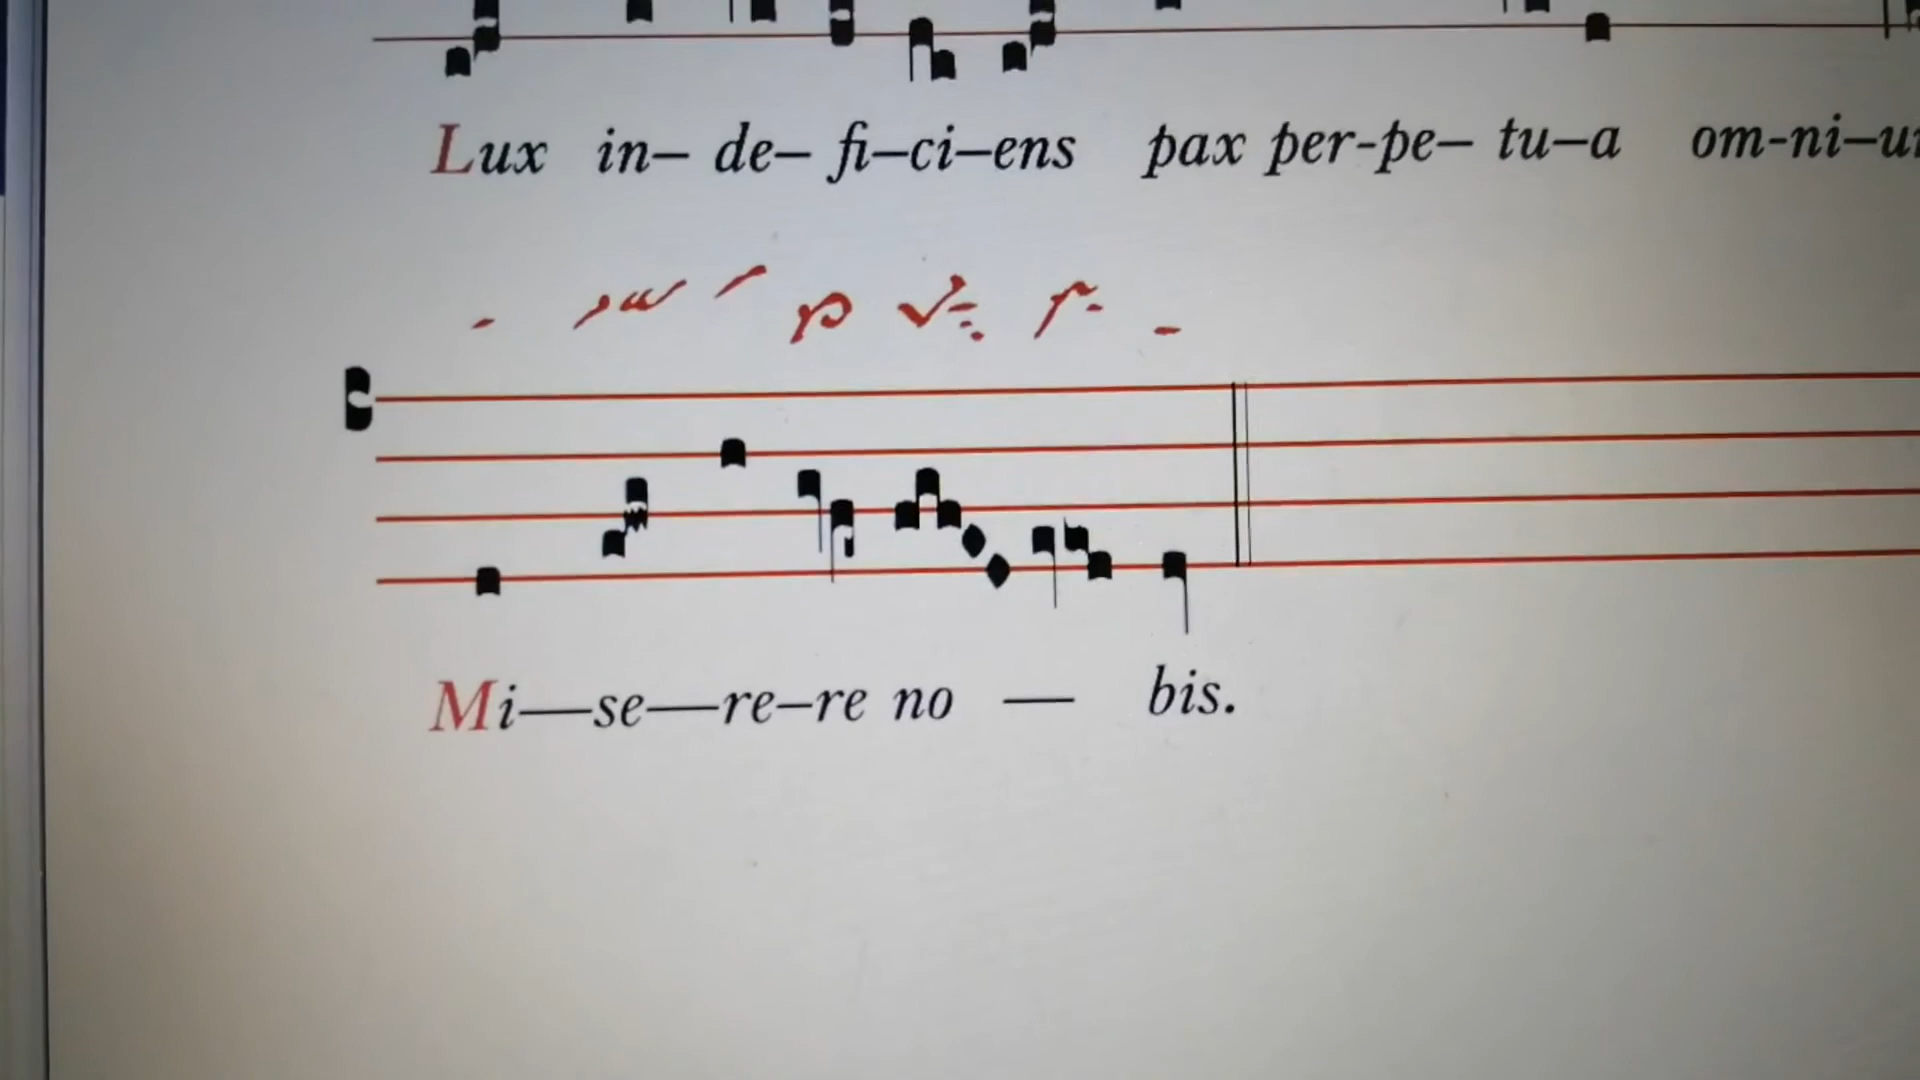 Lux in– de– fi–ci–ens pax per-pe– tu–a om-ni–u
Mi—se—re–re no — bis.